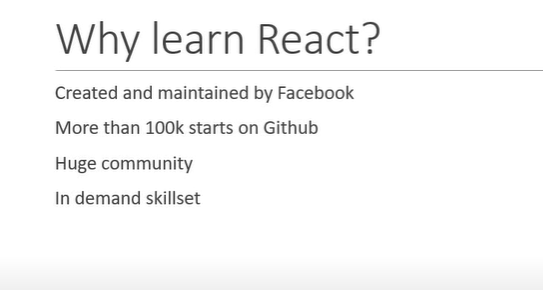 Why learn React?
Created and maintained by Facebook
More than 100k starts on Github
Huge community
In demand skillset